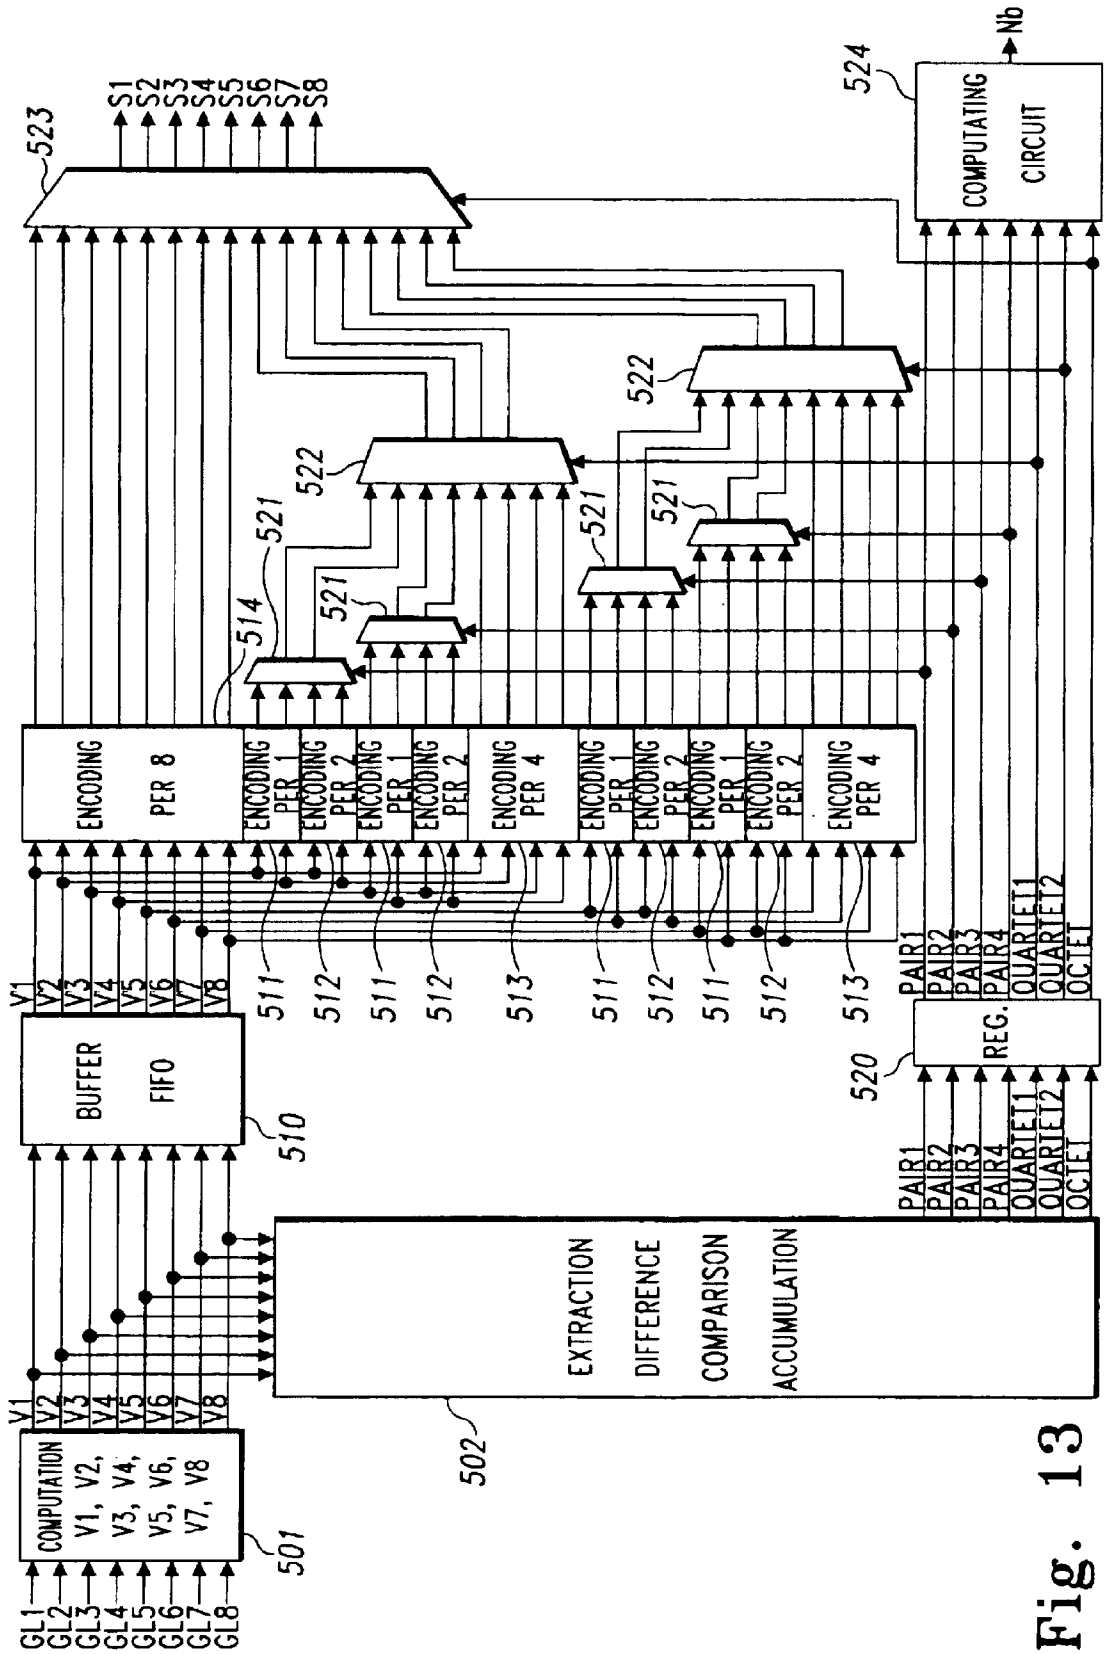 GL1
GL2
GL3
GL4
GL5
GL6
GL7
GL8
COMPUTATION
V1, V2,
V3, V4,
V5, V6,
V7, V8
501
V1
V2
V3
V4
V5
V6
V7
V8
502
EXTRACTION
DIFFERENCE
COMPARISON
ACCUMULATION
BUFFER
FIFO
510
V1
V2
V3
V4
V5
V6
V7
V8
PAIR1
PAIR2
PAIR3
PAIR4
QUARTET1
QUARTET2
OCTET
520
REG.
PAIR1
PAIR2
PAIR3
PAIR4
QUARTET1
QUARTET2
OCTET
511
512
511
512
513
511
512
511
512
513
ENCODING
PER 8
ENCODING
PER 1
ENCODING
PER 2
ENCODING
PER 1
ENCODING
PER 2
ENCODING
PER 4
ENCODING
PER 1
ENCODING
PER 2
ENCODING
PER 1
ENCODING
PER 2
ENCODING
PER 4
514
521
521
521
521
522
522
523
S1
S2
S3
S4
S5
S6
S7
S8
524
COMPUTATING
CIRCUIT
Nb
Fig. 13